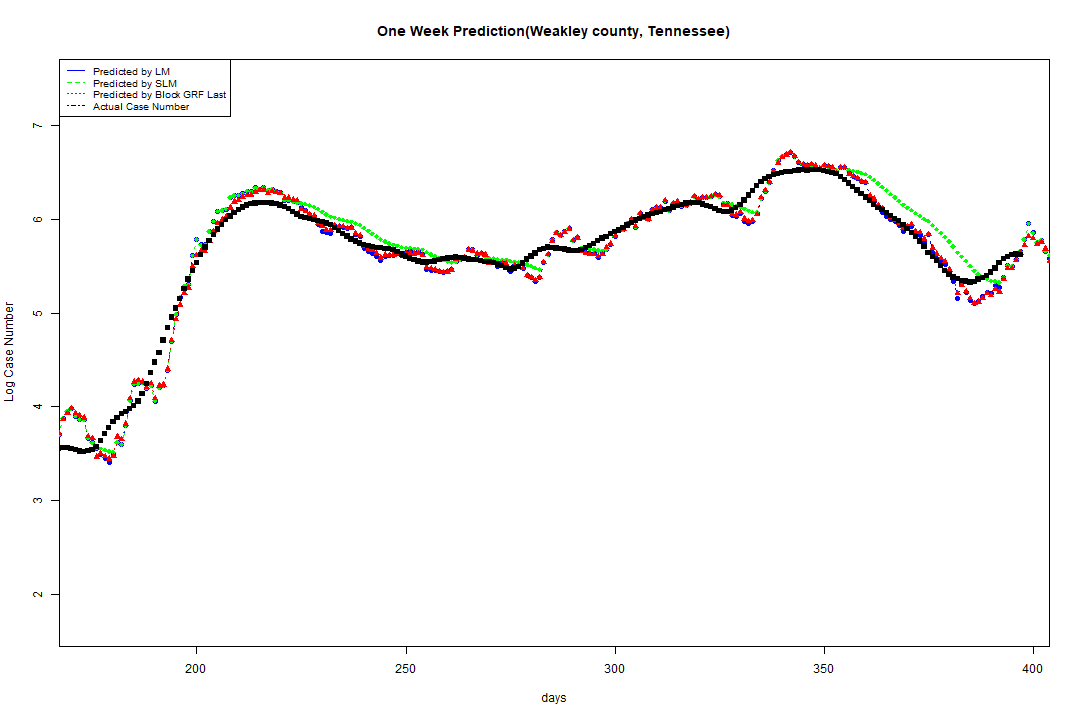 One Week Prediction(Weakley county, Tennessee)
Predicted by LM
Predicted by SLM
Predicted by Block GRF Last
Actual Case Number
7
6
5
4
3
2
Log Case Number
200 250 300 350 400
days